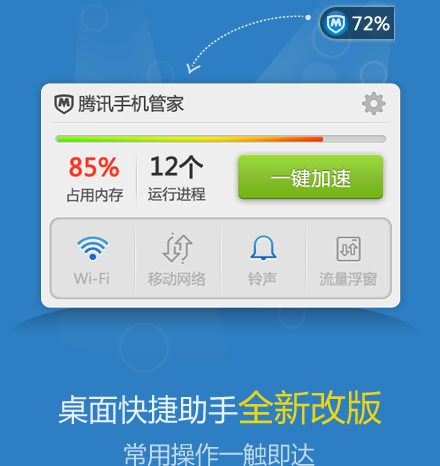 72%
腾讯手机管家
85%
12个
一键加速
占用内存
运行进程
Wi-Fi
移动网络
铃声
流量浮窗
桌面快捷助手全新改版
常用操作一触即达